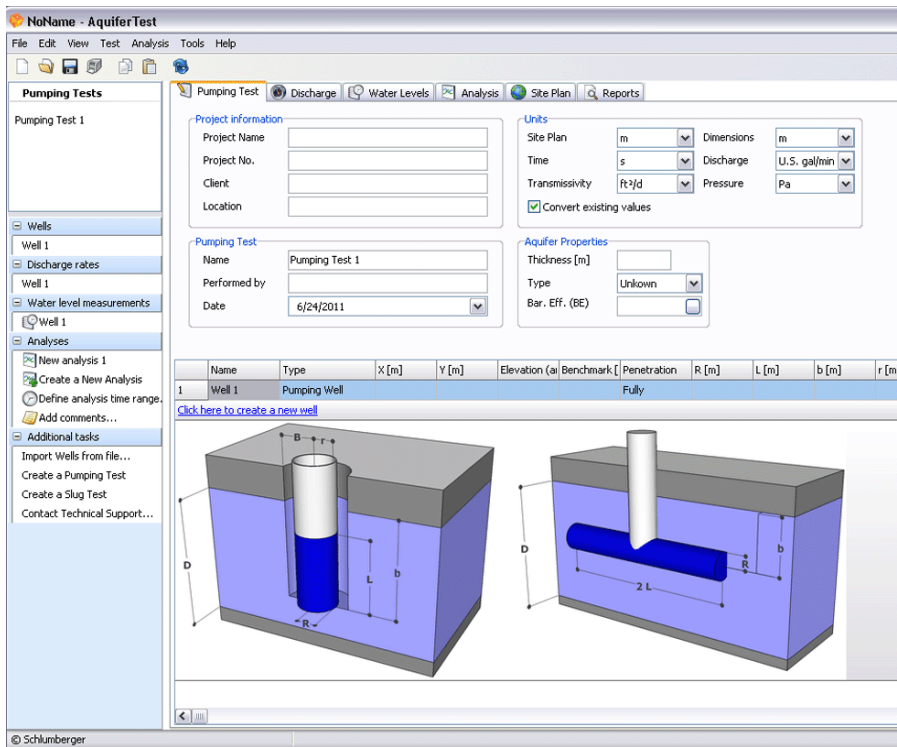 NoName - AquiferTest
File Edit View Test Analysis Tools Help
Pumping Tests
Pumping Test 1
Wells
Well 1
Discharge rates
Well 1
Water level measurements
Well 1
Analyses
New analysis 1
Create a New Analysis
Define analysis time range.
Add comments...
Additional tasks
Import Wells from file...
Create a Pumping Test
Create a Slug Test
Contact Technical Support...
Pumping Test Discharge Water Levels Analysis Site Plan Reports
Project information
Project Name
Project No.
Client
Location
Units
Site Plan m Dimensions m
Time s Discharge U.S. gal/min
Transmissivity ft²/d Pressure Pa
Convert existing values
Pumping Test
Name Pumping Test 1
Performed by
Date 6/24/2011
Aquifer Properties
Thickness [m]
Type Unkown
Bar. Eff. (BE)
Name Type X [m] Y [m] Elevation (a Benchmark [ Penetration R [m] L [m] b [m] r [m
1 Well 1 Pumping Well Fully
Click here to create a new well
B r
D L b
R
D b
R
2 L
© Schlumberger